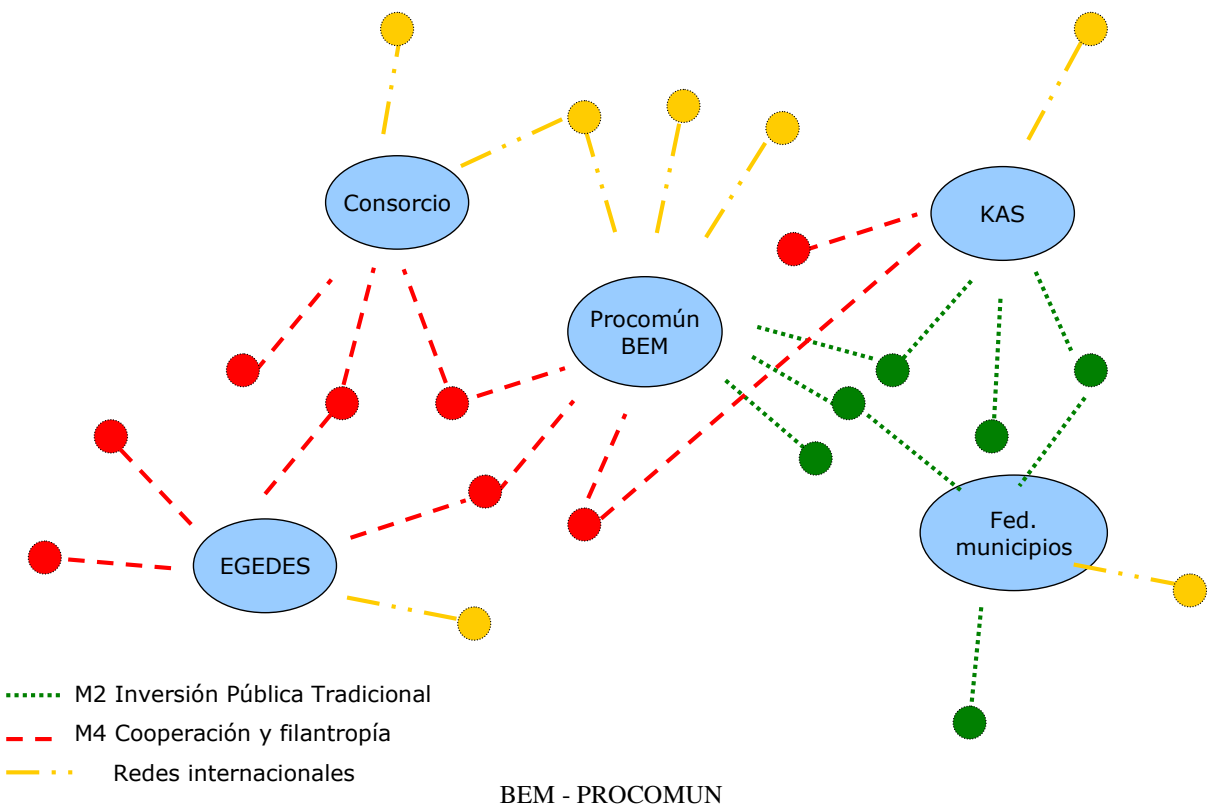 Consorcio
KAS
Procomún
BEM
Fed.
municipios
EGEDES
M2 Inversión Pública Tradicional
M4 Cooperación y filantropía
Redes internacionales
BEM - PROCOMUN